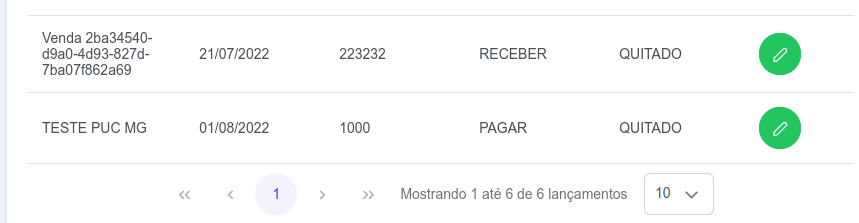 Venda 2ba34540-
d9a0-4d93-827d-
7ba07f862a69
21/07/2022
223232
RECEBER
QUITADO
TESTE PUC MG
01/08/2022
1000
PAGAR
QUITADO
1
Mostrando 1 até 6 de 6 lançamentos
10